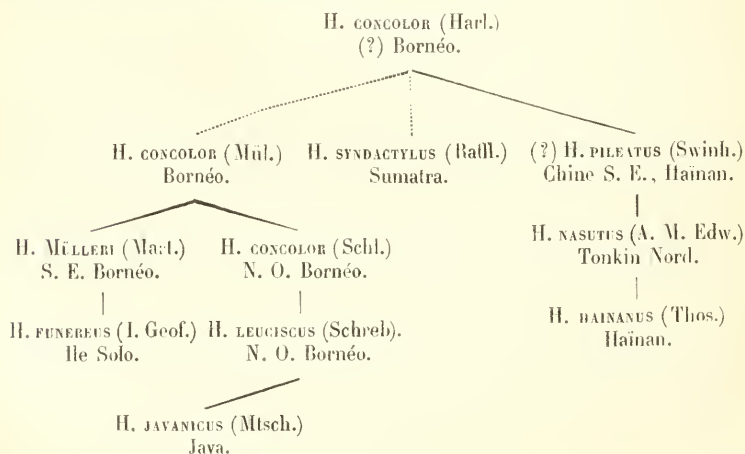 H. CONCOLOR (Harl.)
(?) Bornéo.
H. CONCOLOR (Mül.) H. SYNDACTYLUS (Raffl.) (?) H. PILEATUS (Swinh.)
Bornéo. Sumatra. Chine S. E., Haïnan.
H. MÜLLERI (Mart.) H. CONCOLOR (Schl.) H. NASUTUS (A. M. Edw.)
S. E. Bornéo. N. O. Bornéo. Tonkin Nord.
H. FUNEREUS (I. Geof.) H. LEUCISCUS (Schreb). H. HAINANUS (Thos.)
Ile Solo. N. O. Bornéo. Haïnan.
H. JAVANICUS (Mtsch.)
Java.